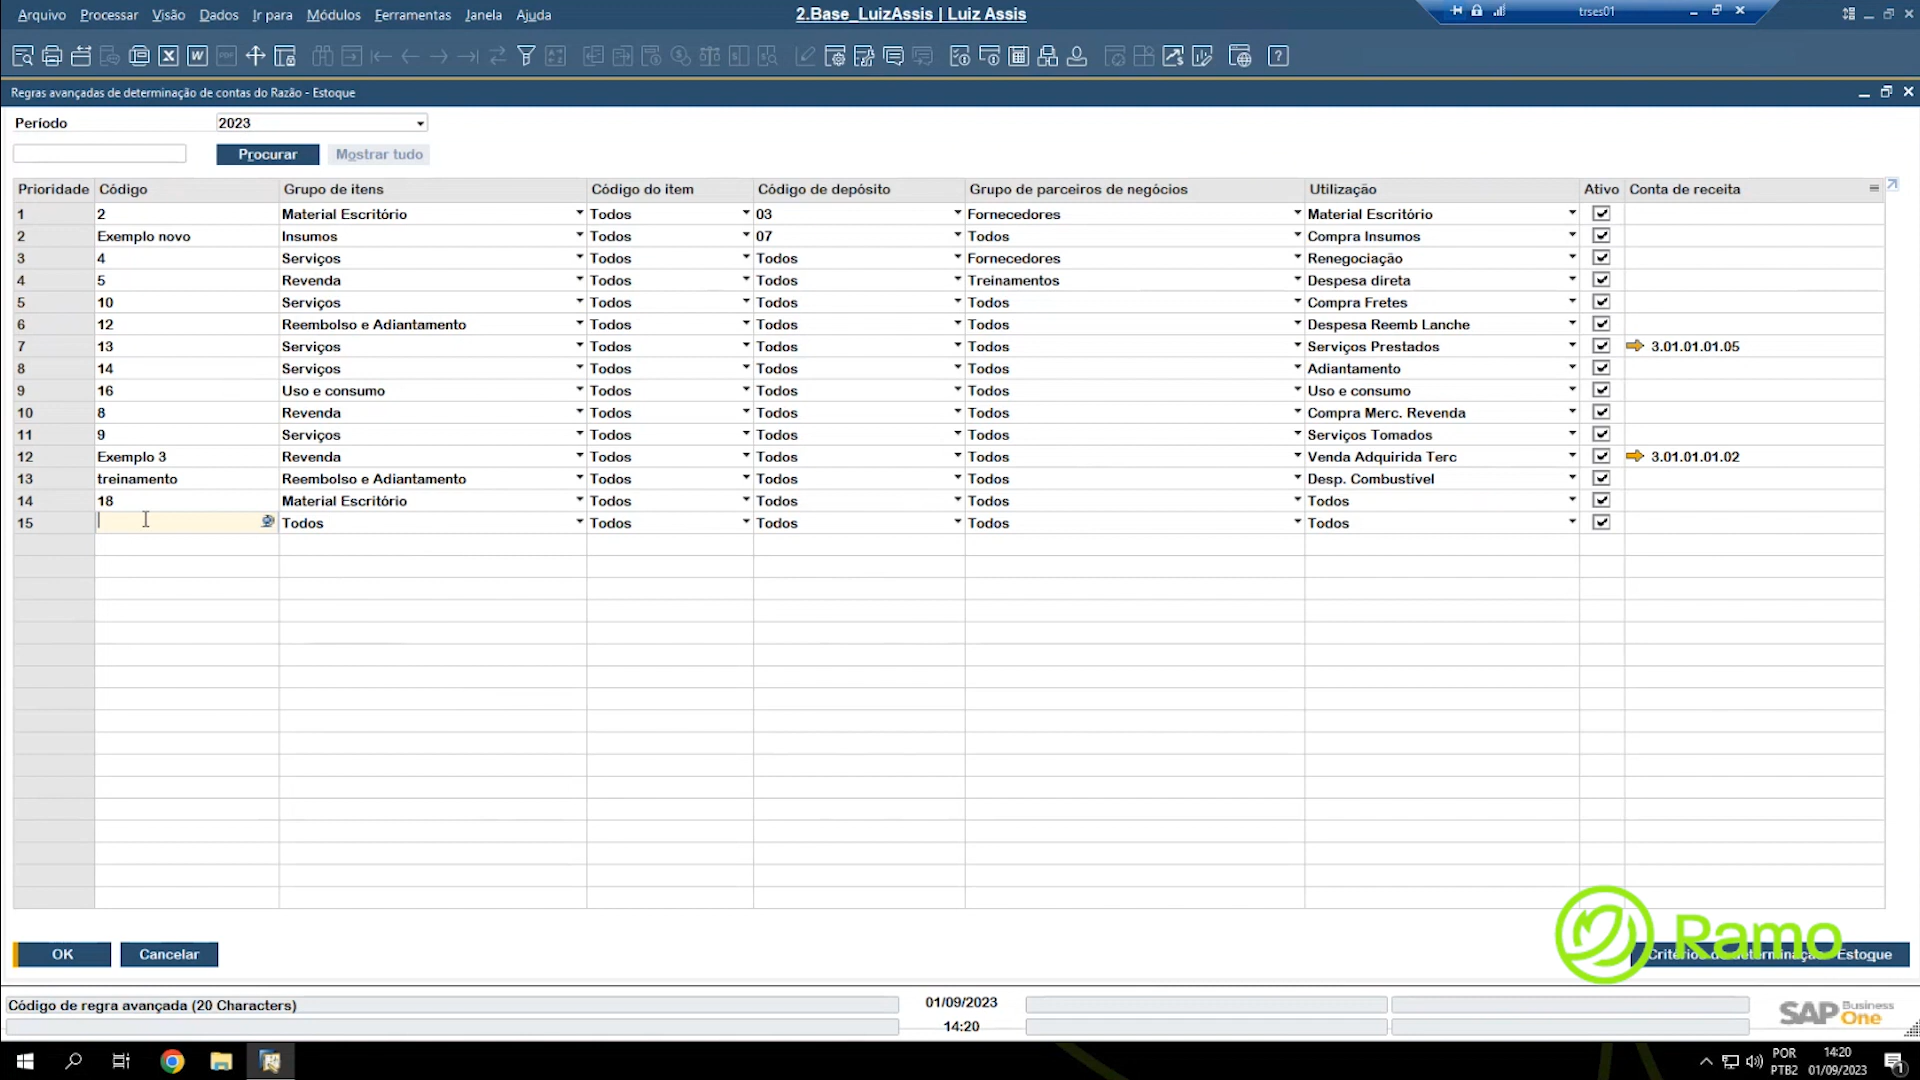 Arquivo Processar Visão Dados Ir para Módulos Ferramentas Janela Ajuda
2.Base_LuizAssis | Luiz Assis
trses01
Regras avançadas de determinação de contas do Razão - Estoque
Período 2023
Procurar Mostrar tudo
Prioridade Código Grupo de itens Código do item Código de depósito Grupo de parceiros de negócios Utilização Ativo Conta de receita
1 2 Material Escritório Todos 03 Fornecedores Material Escritório
2 Exemplo novo Insumos Todos 07 Todos Compra Insumos
3 4 Serviços Todos Todos Fornecedores Renegociação
4 5 Revenda Todos Todos Treinamentos Despesa direta
5 10 Serviços Todos Todos Todos Compra Fretes
6 12 Reembolso e Adiantamento Todos Todos Todos Despesa Reemb Lanche
7 13 Serviços Todos Todos Todos Serviços Prestados 3.01.01.01.05
8 14 Serviços Todos Todos Todos Adiantamento
9 16 Uso e consumo Todos Todos Todos Uso e consumo
10 8 Revenda Todos Todos Todos Compra Merc. Revenda
11 9 Serviços Todos Todos Todos Serviços Tomados
12 Exemplo 3 Revenda Todos Todos Todos Venda Adquirida Terc 3.01.01.01.02
13 treinamento Reembolso e Adiantamento Todos Todos Todos Desp. Combustível
14 18 Material Escritório Todos Todos Todos Todos
15 Todos Todos Todos Todos Todos
Ramo
OK Cancelar Estoque
Código de regra avançada (20 Characters) 01/09/2023
14:20
SAP Business One
POR 14:20
PTB2 01/09/2023
1